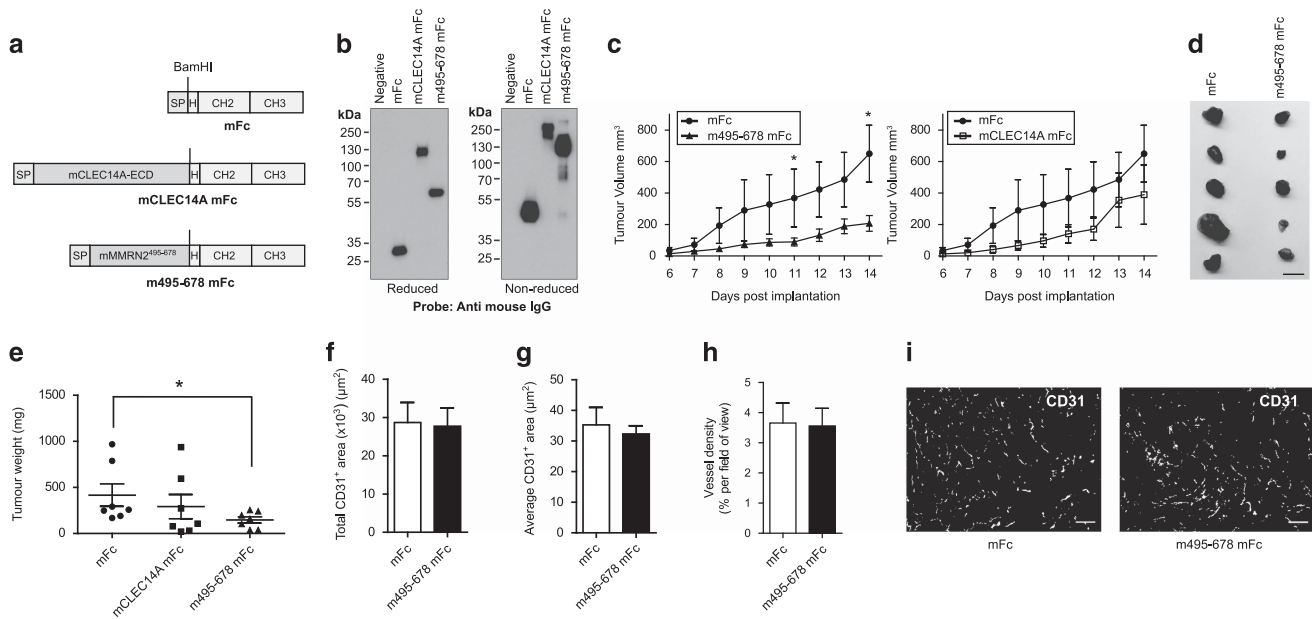 a
BamHI
SP H CH2 CH3
mFc
SP mCLEC14A-ECD H CH2 CH3
mCLEC14A mFc
SP mMMRN2⁴⁹⁵⁻⁶⁷⁸ H CH2 CH3
m495-678 mFc
b
Negative
mFc
mCLEC14A mFc
m495-678 mFc
kDa
250
130
100
70
55
35
25
Reduced
Negative
mFc
mCLEC14A mFc
m495-678 mFc
kDa
250
130
100
70
55
35
25
Non-reduced
Probe: Anti mouse IgG
c
mFc
m495-678 mFc
* *
Tumour Volume mm³
800
600
400
200
0
6 7 8 9 10 11 12 13 14
Days post implantation
mFc
mCLEC14A mFc
Tumour Volume mm³
800
600
400
200
0
6 7 8 9 10 11 12 13 14
Days post implantation
d
mFc
m495-678 mFc
e
Tumour weight (mg)
1500
1000
500
0
*
mFc
mCLEC14A mFc
m495-678 mFc
f
Total CD31⁺ area (x10³) (μm²)
40
30
20
10
0
mFc
m495-678 mFc
g
Average CD31⁺ area (μm²)
50
40
30
20
10
0
mFc
m495-678 mFc
h
Vessel density
(% per field of view)
5
4
3
2
1
0
mFc
m495-678 mFc
i
CD31
mFc
CD31
m495-678 mFc